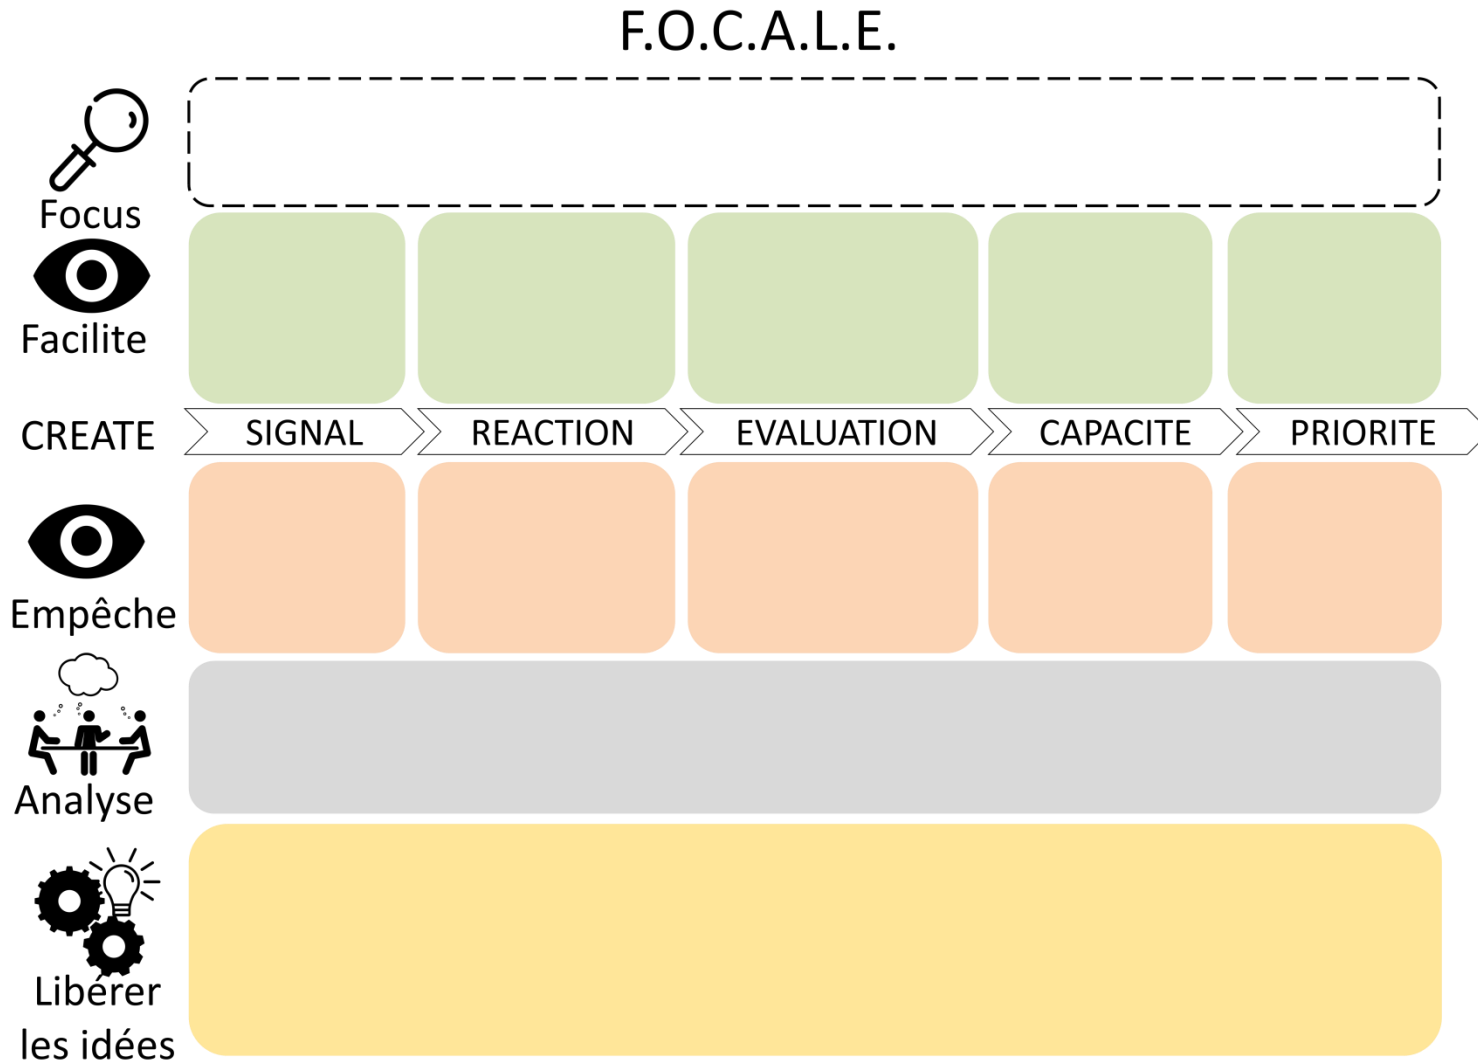 F.O.C.A.L.E.
Focus
Facilite
CREATE SIGNAL REACTION EVALUATION CAPACITE PRIORITE
Empêche
Analyse
Libérer
les idées